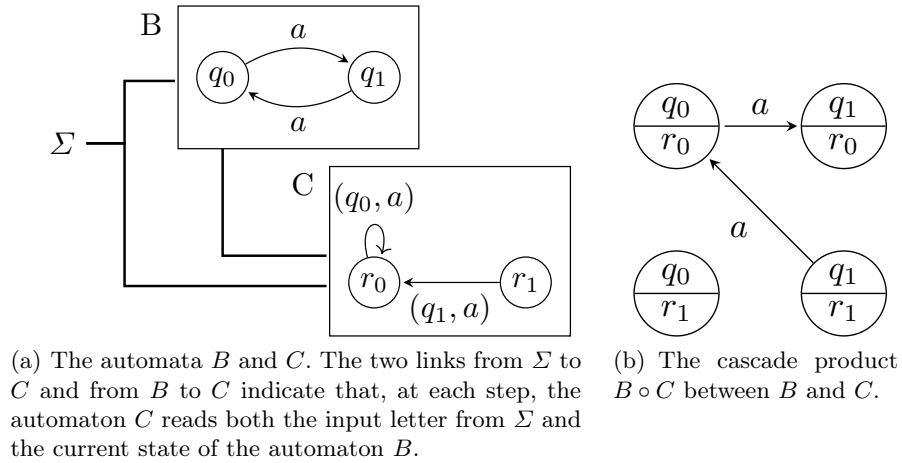 B
a
q₀ q₁
a
Σ
C
(q₀, a)
r₀ r₁
(q₁, a)
q₀ a q₁
r₀ r₀
a
q₀ q₁
r₁ r₁
(a) The automata B and C. The two links from Σ to
C and from B to C indicate that, at each step, the
automaton C reads both the input letter from Σ and
the current state of the automaton B.
(b) The cascade product
B ∘ C between B and C.